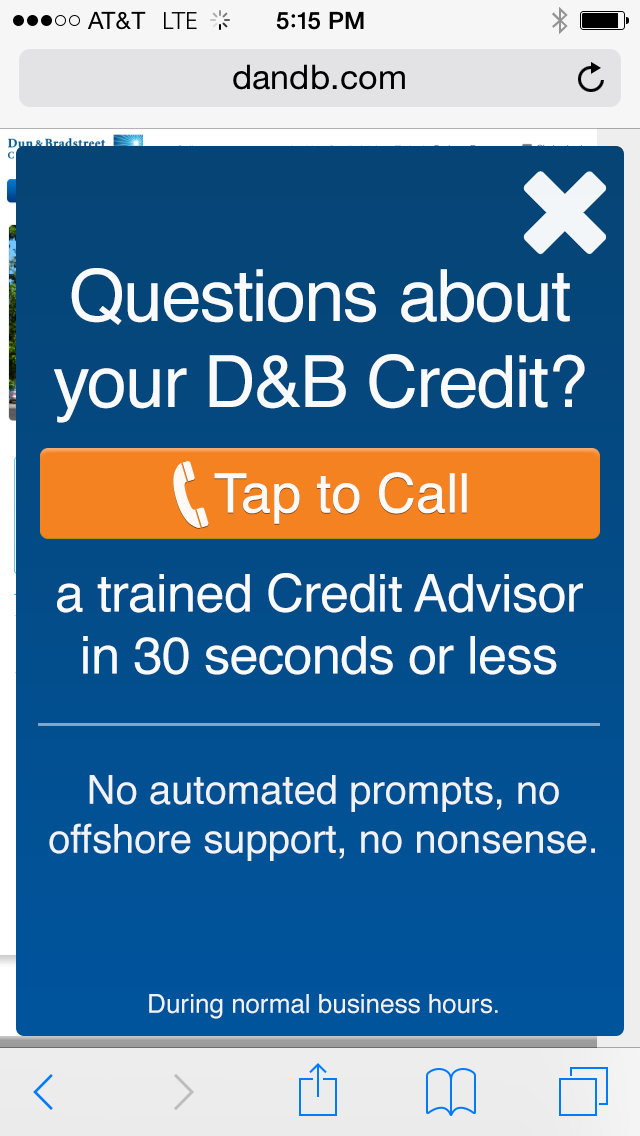 AT&T LTE 5:15 PM
dandb.com
Dun & Bradstreet
Questions about
your D&B Credit?
Tap to Call
a trained Credit Advisor
in 30 seconds or less
No automated prompts, no
offshore support, no nonsense.
During normal business hours.